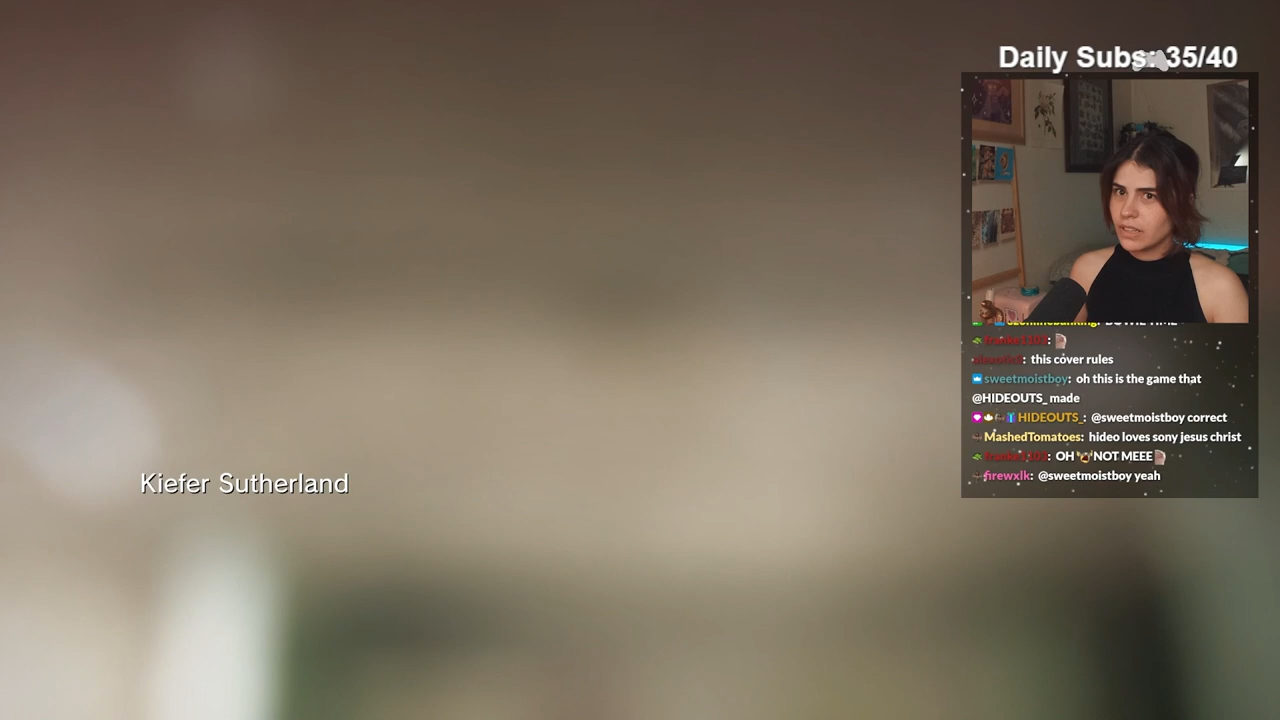 Daily Subs: 35/40
this cover rules
sweetmoistboy: oh this is the game that
@HIDEOUTS_ made
HIDEOUTS_: @sweetmoistboy correct
MashedTomatoes: hideo loves sony jesus christ
franke1103: OH NOT MEEE
firewxlk: @sweetmoistboy yeah
Kiefer Sutherland